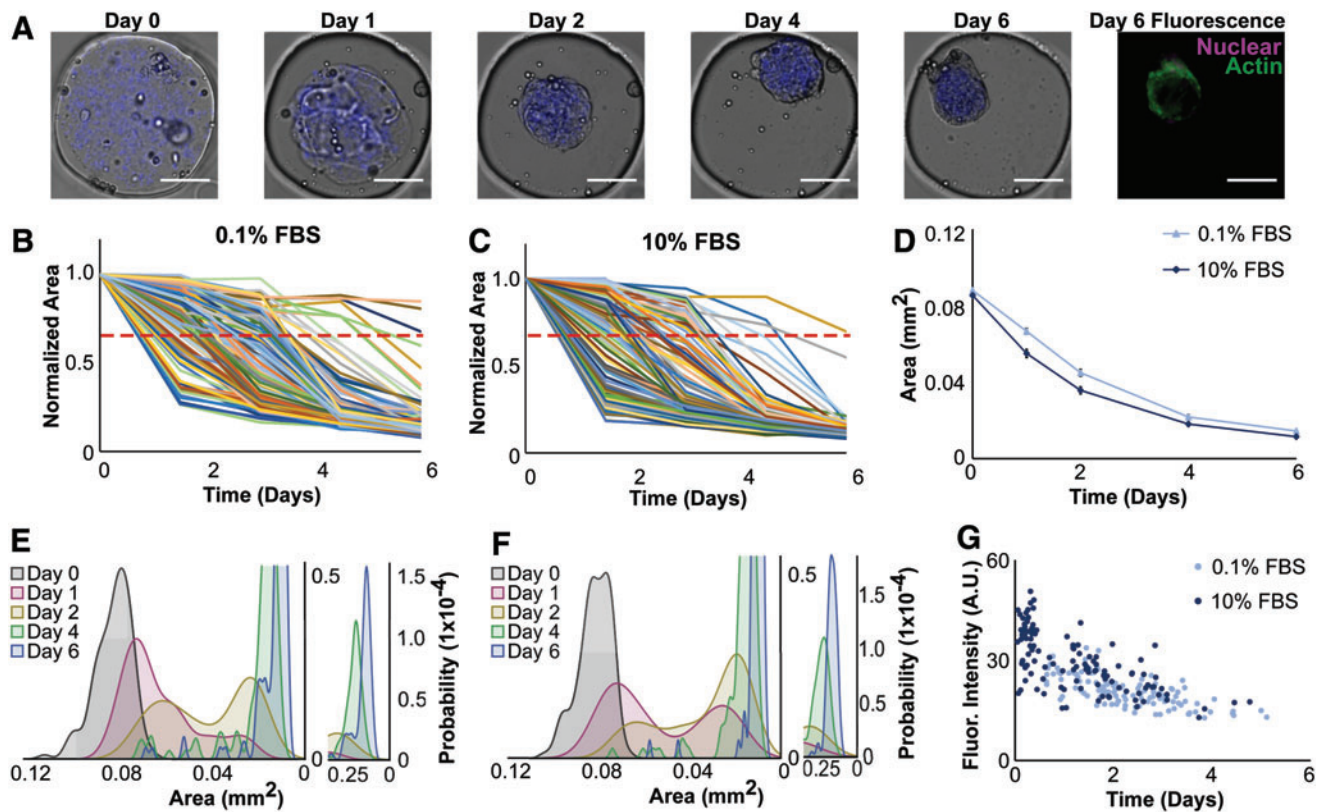 A
Day 0
Day 1
Day 2
Day 4
Day 6
Day 6 Fluorescence
Nuclear
Actin
B
0.1% FBS
Normalized Area
1.0
0.5
0
0
2
4
6
Time (Days)
C
10% FBS
Normalized Area
1.0
0.5
0
0
2
4
6
Time (Days)
D
0.1% FBS
10% FBS
Area (mm2)
0.12
0.08
0.04
0
0
2
4
6
Time (Days)
E
Day 0
Day 1
Day 2
Day 4
Day 6
0.5
0
1.5
1.0
0.5
0
Probability (1x10-4)
0.12
0.08
0.04
0
0.25
0
Area (mm2)
F
Day 0
Day 1
Day 2
Day 4
Day 6
0.5
0
1.5
1.0
0.5
0
Probability (1x10-4)
0.12
0.08
0.04
0
0.25
0
Area (mm2)
G
0.1% FBS
10% FBS
Fluor. Intensity (A.U.)
60
30
0
0
2
4
6
Time (Days)